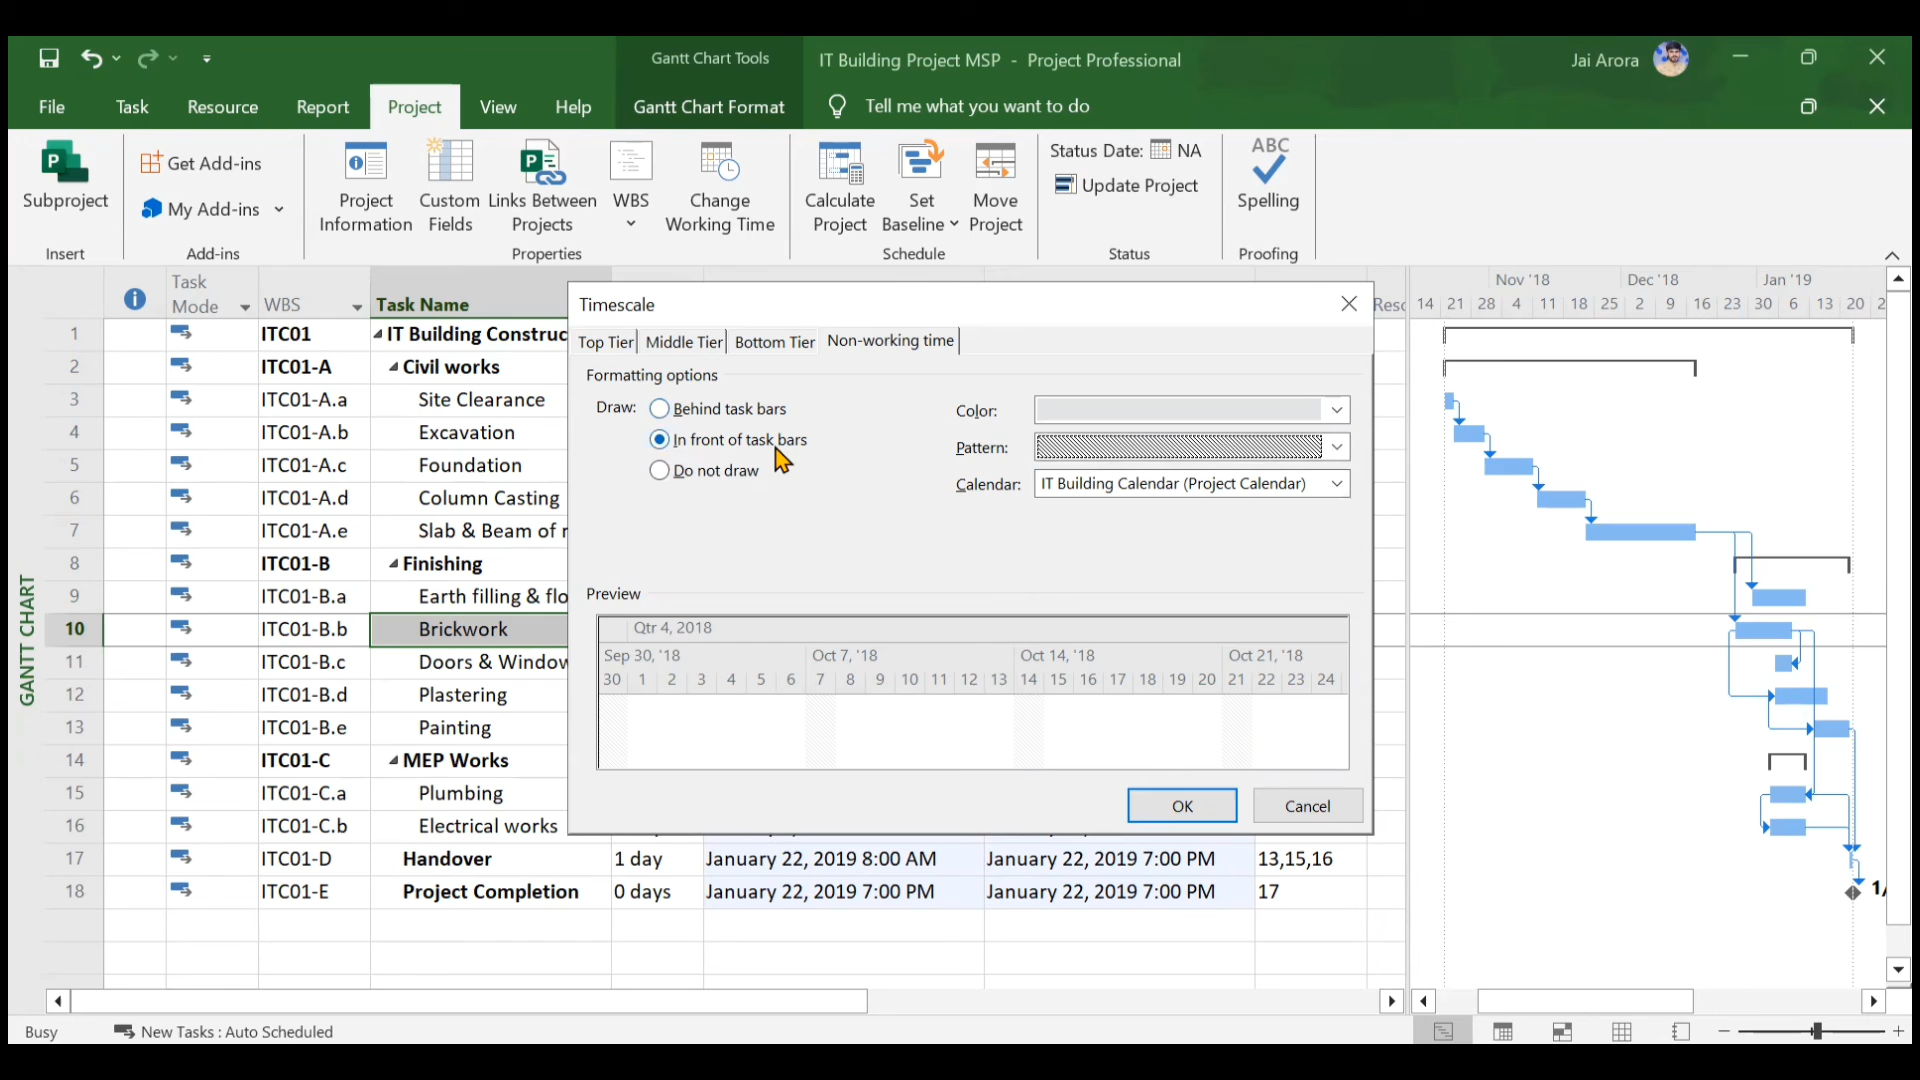 Gantt Chart Tools
IT Building Project MSP - Project Professional
Jai Arora
File Task Resource Report Project View Help Gantt Chart Format Tell me what you want to do
Subproject
Get Add-ins
My Add-ins
Project Information
Custom Fields
Links Between Projects
WBS
Change Working Time
Calculate Project
Set Baseline
Move Project
Status Date: NA
Update Project
ABC
Spelling
Insert Add-ins Properties Schedule Status Proofing
Task Mode WBS Task Name
Nov '18 Dec '18 Jan '19
14 21 28 4 11 18 25 2 9 16 23 30 6 13 20
GANTT CHART
1 ITC01 IT Building Construc
2 ITC01-A Civil works
3 ITC01-A.a Site Clearance
4 ITC01-A.b Excavation
5 ITC01-A.c Foundation
6 ITC01-A.d Column Casting
7 ITC01-A.e Slab & Beam of
8 ITC01-B Finishing
9 ITC01-B.a Earth filling & flo
10 ITC01-B.b Brickwork
11 ITC01-B.c Doors & Window
12 ITC01-B.d Plastering
13 ITC01-B.e Painting
14 ITC01-C MEP Works
15 ITC01-C.a Plumbing
16 ITC01-C.b Electrical works
17 ITC01-D Handover 1 day January 22, 2019 8:00 AM January 22, 2019 7:00 PM 13,15,16
18 ITC01-E Project Completion 0 days January 22, 2019 7:00 PM January 22, 2019 7:00 PM 17
1/
Timescale
Top Tier Middle Tier Bottom Tier Non-working time
Formatting options
Draw: Behind task bars
In front of task bars
Do not draw
Color:
Pattern:
Calendar: IT Building Calendar (Project Calendar)
Preview
Qtr 4, 2018
Sep 30, '18 Oct 7, '18 Oct 14, '18 Oct 21, '18
30 1 2 3 4 5 6 7 8 9 10 11 12 13 14 15 16 17 18 19 20 21 22 23 24
OK Cancel
Busy New Tasks : Auto Scheduled